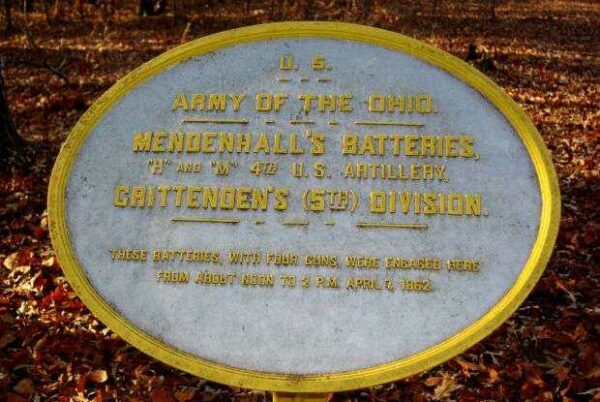 U. S.
ARMY OF THE OHIO.
MENDENHALL'S BATTERIES,
"H" AND "M" 4TH U. S. ARTILLERY,
CRITTENDEN'S (5TH) DIVISION.
THESE BATTERIES, WITH FOUR GUNS, WERE ENGAGED HERE
FROM ABOUT NOON TO 2 P.M. APRIL 7, 1862.